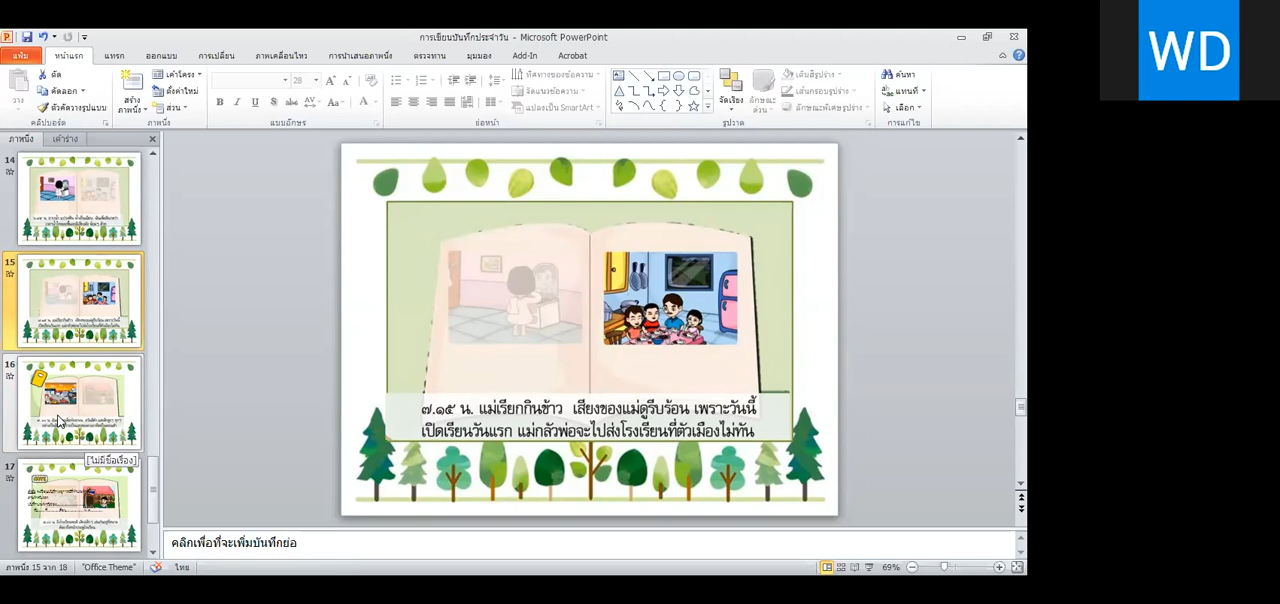 การเขียนบันทึกประจำวัน - Microsoft PowerPoint
WD
แฟ้ม หน้าแรก แทรก ออกแบบ การเปลี่ยน ภาพเคลื่อนไหว การนำเสนอภาพนิ่ง ตรวจทาน มุมมอง Add-In Acrobat
ตัด
คัดลอก
ตัวคัดวางรูปแบบ
วาง
คลิปบอร์ด
สร้าง
ภาพนิ่ง
เค้าโครง
ตั้งค่าใหม่
ส่วน
ภาพนิ่ง
28
แบบอักษร
ทิศทางของข้อความ
จัดแนวข้อความ
แปลงเป็น SmartArt
ย่อหน้า
จัดเรียง
ลักษณะ
ด่วน
เติมสีรูปร่าง
เส้นกรอบรูปร่าง
ลักษณะพิเศษรูปร่าง
รูปวาด
ค้นหา
แทนที่
เลือก
การแก้ไข
ภาพนิ่ง เค้าร่าง
14
15
16
[ไม่มีชื่อเรื่อง]
17
๗.๑๕ น. แม่เรียกกินข้าว เสียงของแม่ดูรีบร้อน เพราะวันนี้
เปิดเรียนวันแรก แม่กลัวพ่อจะไปส่งโรงเรียนที่ตัวเมืองไม่ทัน
คลิกเพื่อที่จะเพิ่มบันทึกย่อ
ภาพนิ่ง 15 จาก 18 "Office Theme" ไทย 69%